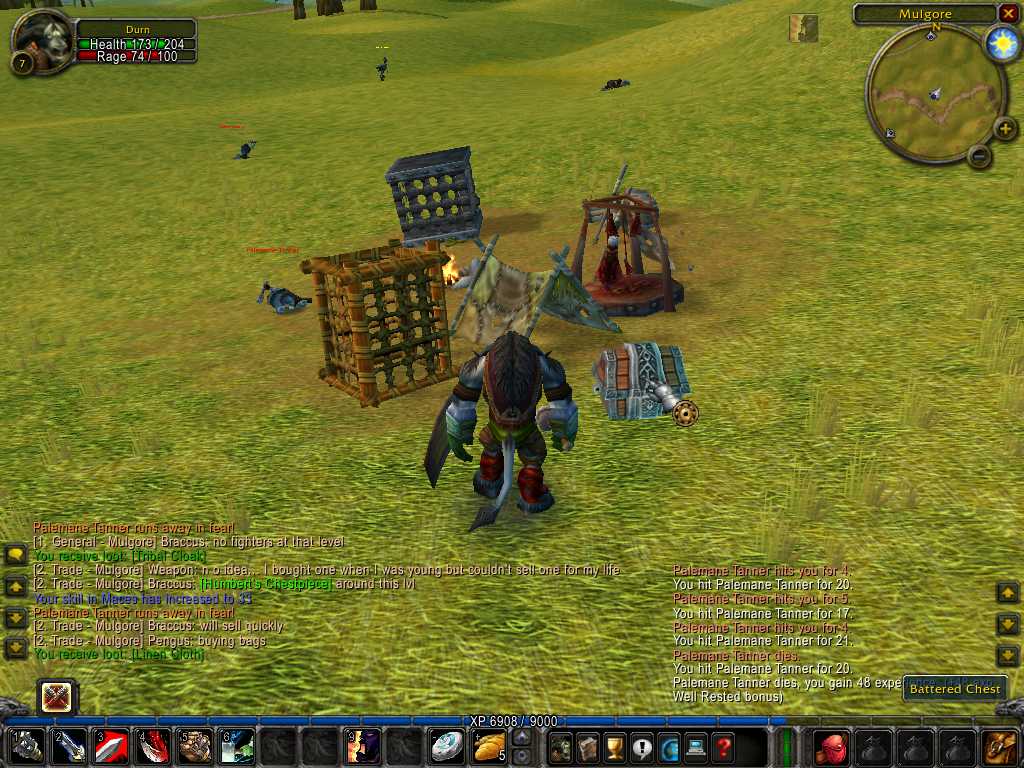 Durn
Health 173 / 204
Rage 74 / 100
7
Mulgore
N
Palemane Tanner
Palemane Tanner runs away in fear!
[1. General - Mulgore] Braccus: no fighters at that level
You receive loot: [Tribal Cloak]
[2. Trade - Mulgore] Weapon: n o idea... I bought one when I was young but couldn't sell one for my life
[2. Trade - Mulgore] Braccus: [Humbert's Chestpiece] around this lvl
Your skill in Maces has increased to 33.
Palemane Tanner runs away in fear!
[2. Trade - Mulgore] Braccus: will sell quickly
[2. Trade - Mulgore] Pengus: buying bags
You receive loot: [Linen Cloth]
Palemane Tanner hits you for 4.
You hit Palemane Tanner for 20.
Palemane Tanner hits you for 5.
You hit Palemane Tanner for 17.
Palemane Tanner hits you for 4.
You hit Palemane Tanner for 21.
Palemane Tanner dies.
You hit Palemane Tanner for 20.
Palemane Tanner dies, you gain 48
Well Rested bonus)
Battered Chest
XP 6908 / 9000
1 2 3 4 5 6 9 5